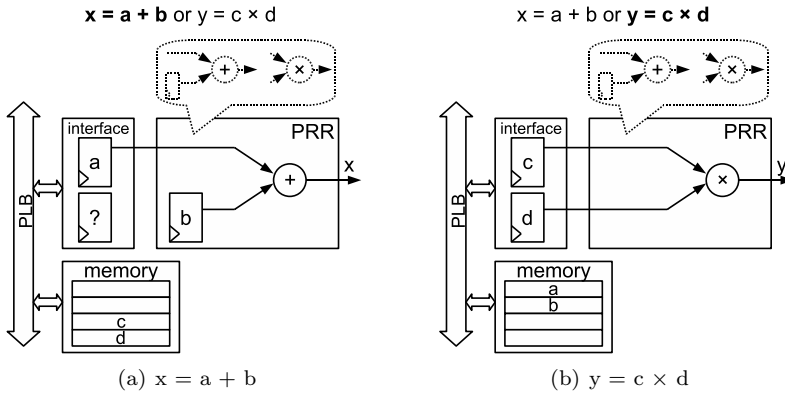 x = a + b or y = c × d
+ ×
interface
PRR
a
x
+
?
b
PLB
memory
c
d
(a) x = a + b
x = a + b or y = c × d
+ ×
interface
PRR
c
y
×
d
PLB
memory
a
b
(b) y = c × d